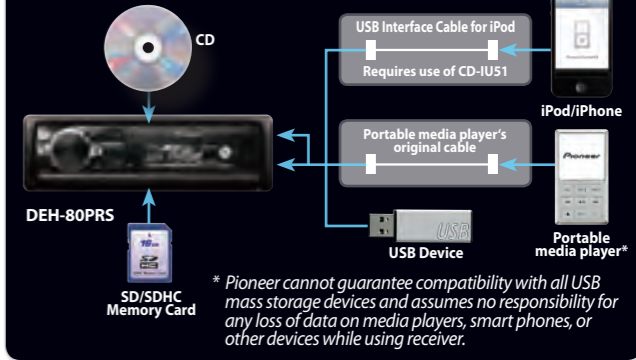 CD
USB Interface Cable for iPod
Requires use of CD-IU51
iPod/iPhone
Portable media player's
original cable
Pioneer
DEH-80PRS
16GB
SD/SDHC
Memory Card
USB
USB Device
Portable
media player*
* Pioneer cannot guarantee compatibility with all USB
mass storage devices and assumes no responsibility for
any loss of data on media players, smart phones, or
other devices while using receiver.